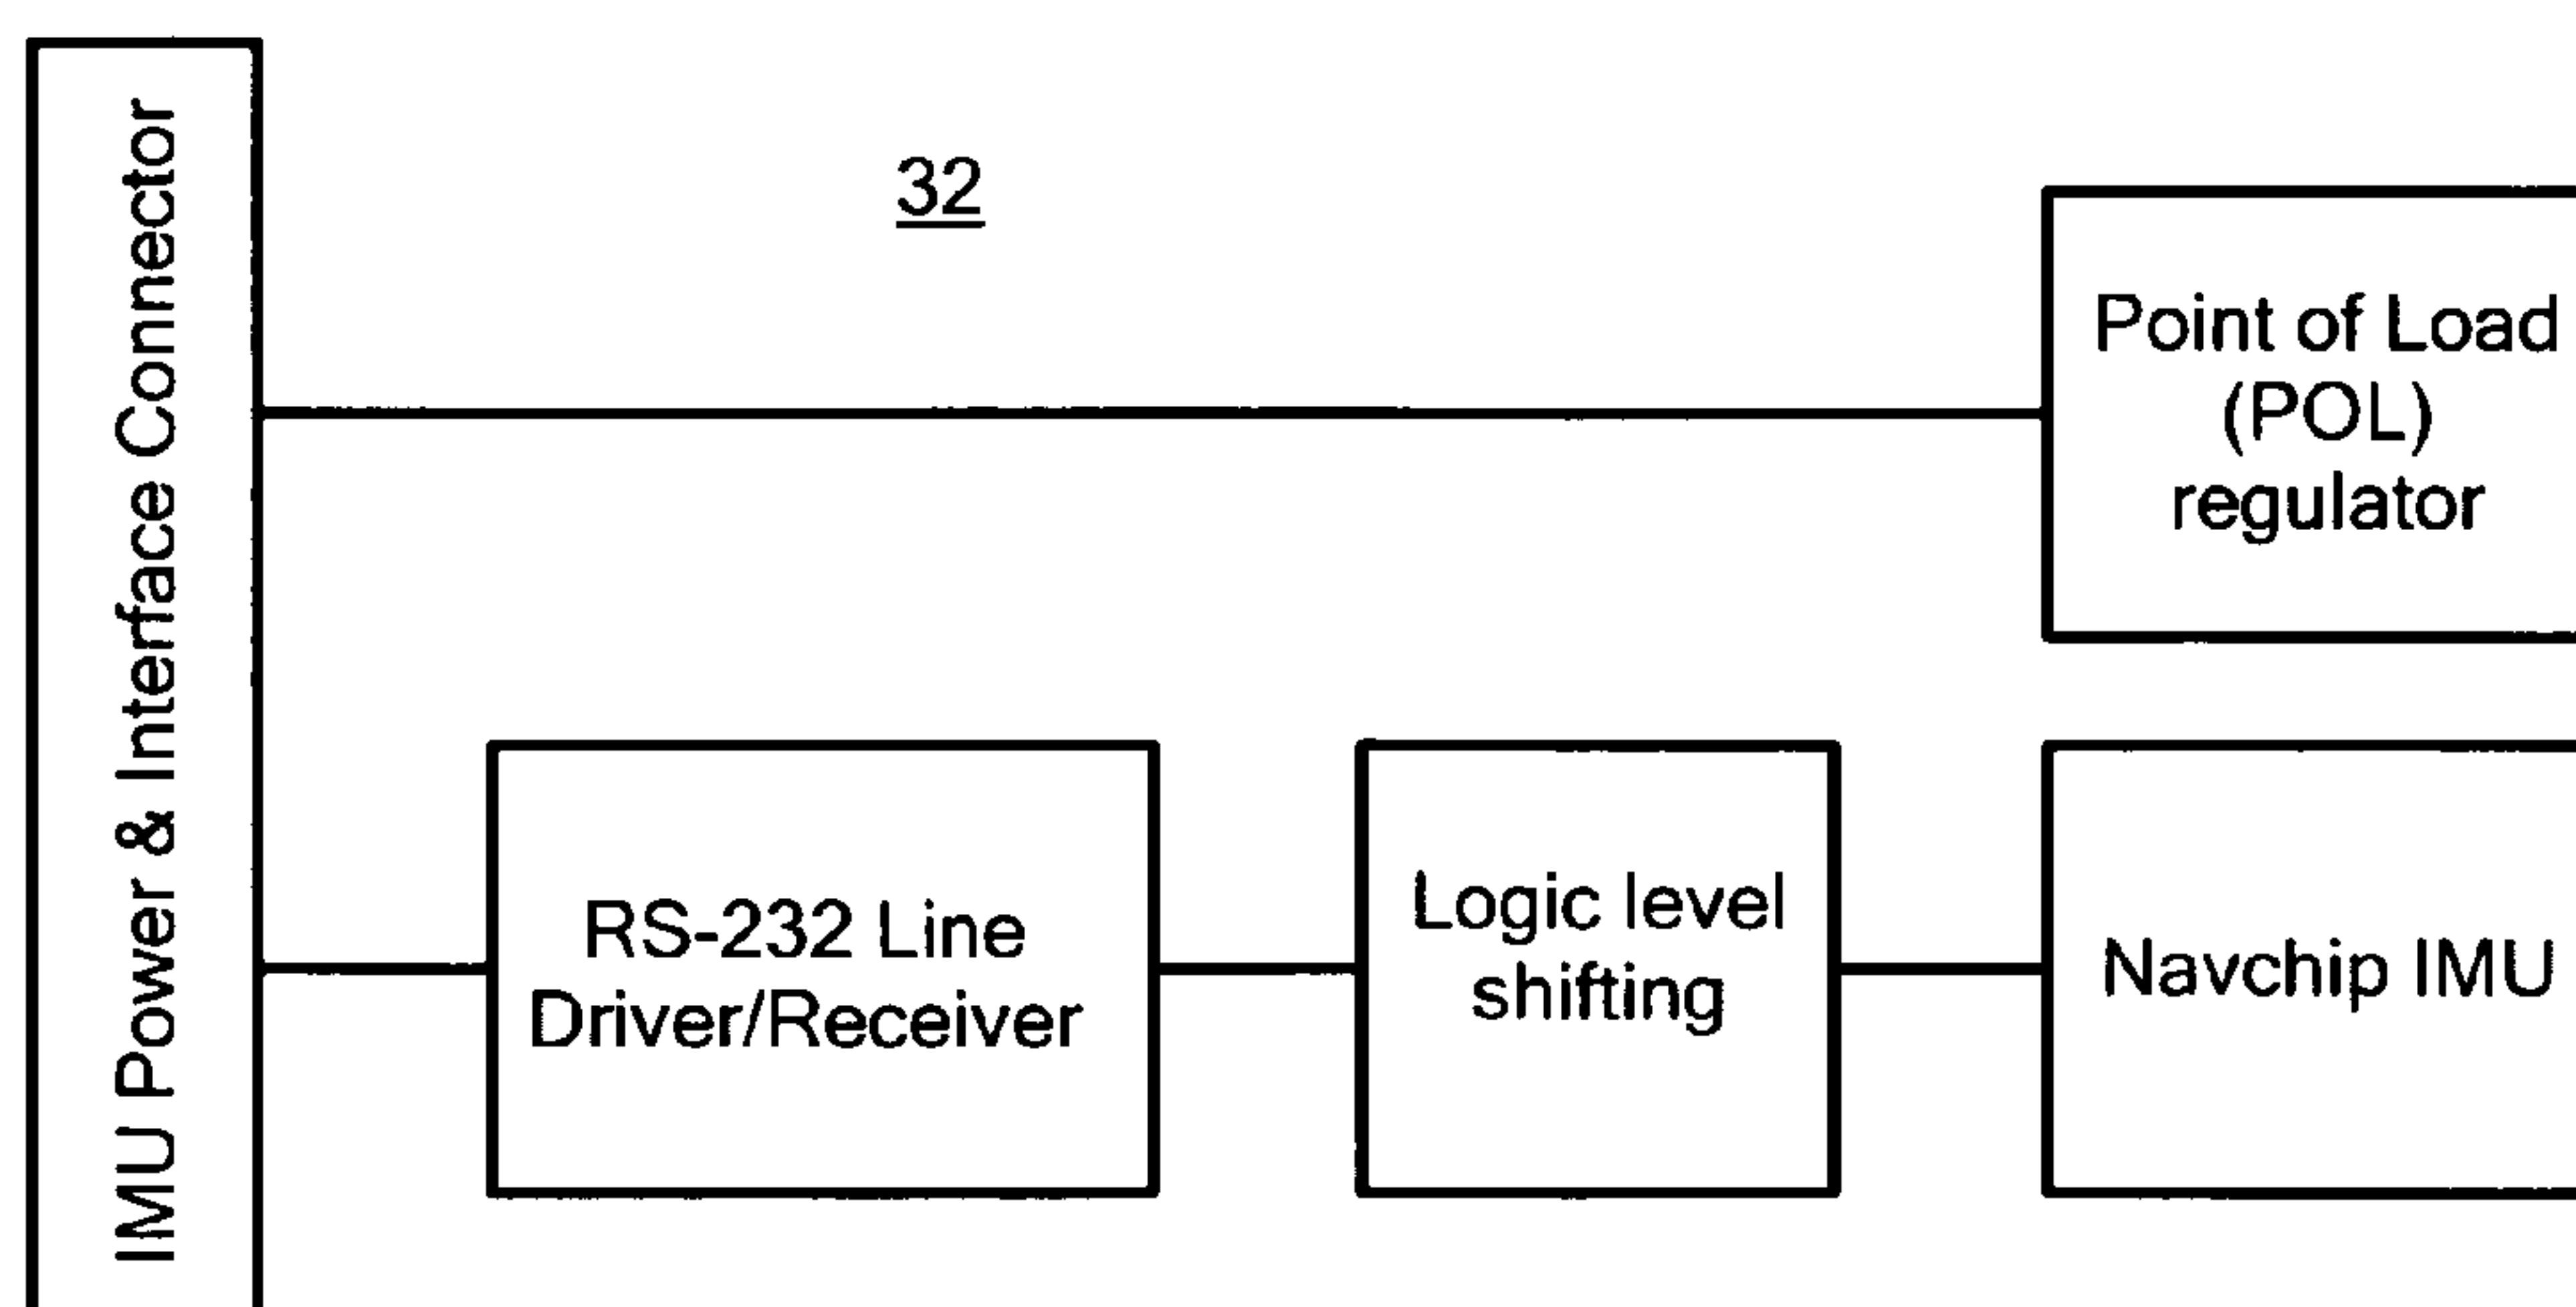 IMU Power & Interface Connector
32
Point of Load
(POL)
regulator
RS-232 Line
Driver/Receiver
Logic level
shifting
Navchip IMU